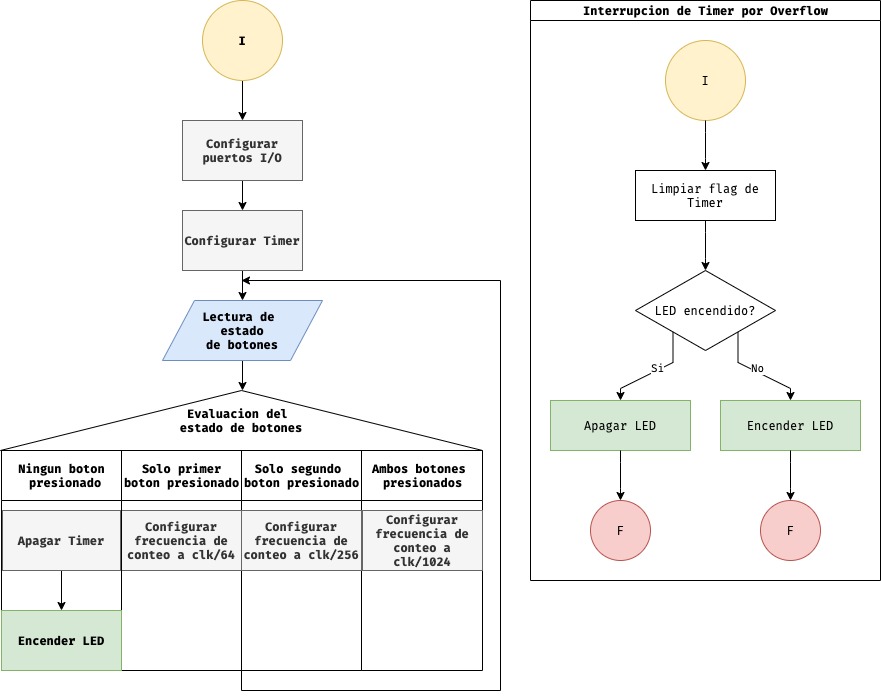 I
Configurar
puertos I/O
Configurar Timer
Lectura de
estado
de botones
Evaluacion del
estado de botones
Ningun boton
presionado
Solo primer
boton presionado
Solo segundo
boton presionado
Ambos botones
presionados
Apagar Timer
Configurar
frecuencia de
conteo a clk/64
Configurar
frecuencia de
conteo a clk/256
Configurar
frecuencia de
conteo a
clk/1024
Encender LED
Interrupcion de Timer por Overflow
I
Limpiar flag de
Timer
LED encendido?
Si
No
Apagar LED
Encender LED
F
F